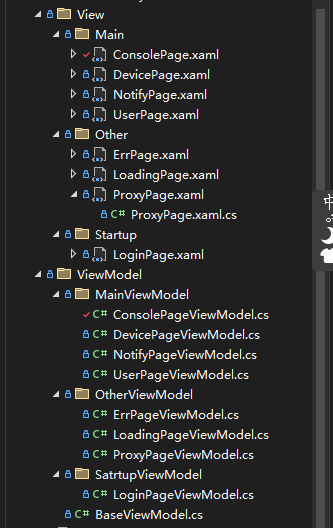 View
Main
ConsolePage.xaml
DevicePage.xaml
NotifyPage.xaml
UserPage.xaml
Other
ErrPage.xaml
LoadingPage.xaml
ProxyPage.xaml
C# ProxyPage.xaml.cs
Startup
LoginPage.xaml
ViewModel
MainViewModel
C# ConsolePageViewModel.cs
C# DevicePageViewModel.cs
C# NotifyPageViewModel.cs
C# UserPageViewModel.cs
OtherViewModel
C# ErrPageViewModel.cs
C# LoadingPageViewModel.cs
C# ProxyPageViewModel.cs
SatrtupViewModel
C# LoginPageViewModel.cs
C# BaseViewModel.cs